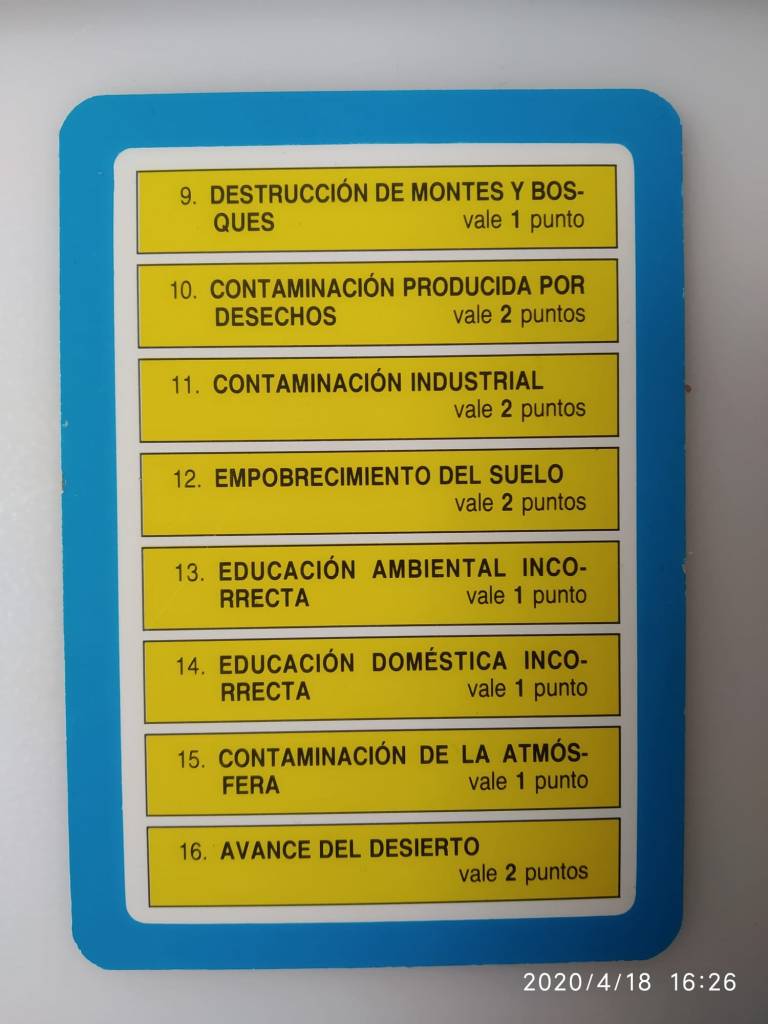 9. DESTRUCCIÓN DE MONTES Y BOS-
QUES vale 1 punto
10. CONTAMINACIÓN PRODUCIDA POR
DESECHOS vale 2 puntos
11. CONTAMINACIÓN INDUSTRIAL
vale 2 puntos
12. EMPOBRECIMIENTO DEL SUELO
vale 2 puntos
13. EDUCACIÓN AMBIENTAL INCO-
RRECTA vale 1 punto
14. EDUCACIÓN DOMÉSTICA INCO-
RRECTA vale 1 punto
15. CONTAMINACIÓN DE LA ATMÓS-
FERA vale 1 punto
16. AVANCE DEL DESIERTO
vale 2 puntos
2020/4/18 16:26